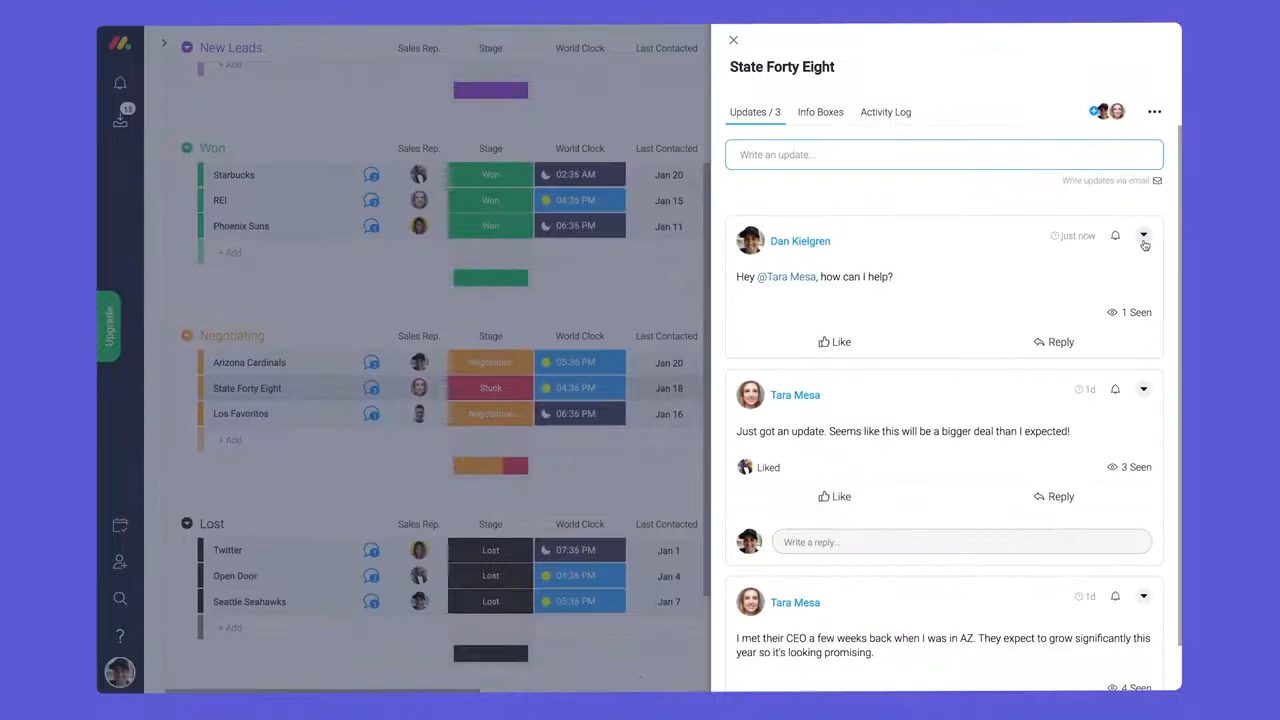 New Leads Sales Rep. Stage World Clock Last Contacted
+ Add
Won Sales Rep. Stage World Clock Last Contacted
Starbucks Won 02:36 AM Jan 20
REI Won 04:36 PM Jan 15
Phoenix Suns Won 06:36 PM Jan 11
+ Add
Negotiating Sales Rep. Stage World Clock Last Contacted
Arizona Cardinals Negotiation 05:36 PM Jan 20
State Forty Eight Stuck 04:36 PM Jan 18
Los Favoritos Negotiation 06:36 PM Jan 16
+ Add
Lost Sales Rep. Stage World Clock Last Contacted
Twitter Lost 07:36 PM Jan 1
Open Door Lost 04:36 PM Jan 4
Seattle Seahawks Lost 05:36 PM Jan 7
+ Add
15
Upgrade
?
State Forty Eight
Updates / 3 Info Boxes Activity Log
Write an update...
Write updates via email
Dan Kielgren just now
Hey @Tara Mesa, how can I help?
1 Seen
Like Reply
Tara Mesa 1d
Just got an update. Seems like this will be a bigger deal than I expected!
Liked 3 Seen
Like Reply
Write a reply...
Tara Mesa 1d
I met their CEO a few weeks back when I was in AZ. They expect to grow significantly this
year so it's looking promising.
4 Seen